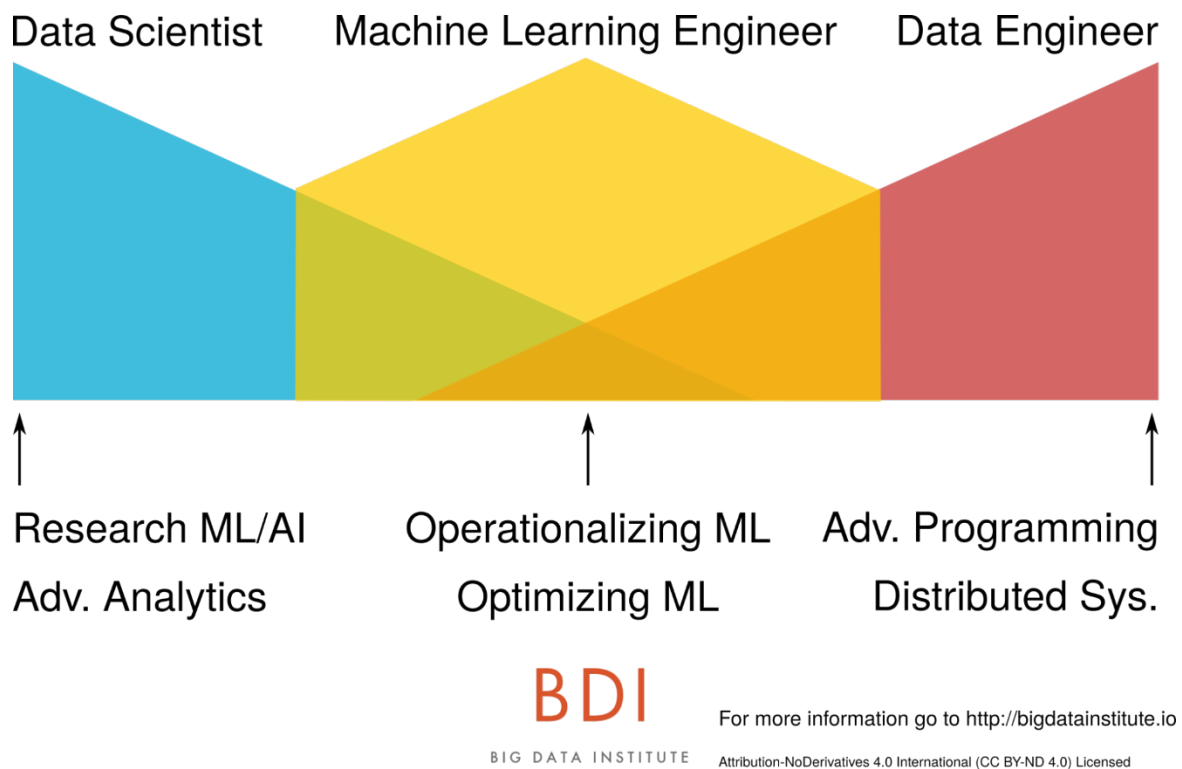 Data Scientist
Machine Learning Engineer
Data Engineer
Research ML/AI
Adv. Analytics
Operationalizing ML
Optimizing ML
Adv. Programming
Distributed Sys.
BDI
BIG DATA INSTITUTE
For more information go to http://bigdatainstitute.io
Attribution-NoDerivatives 4.0 International (CC BY-ND 4.0) Licensed